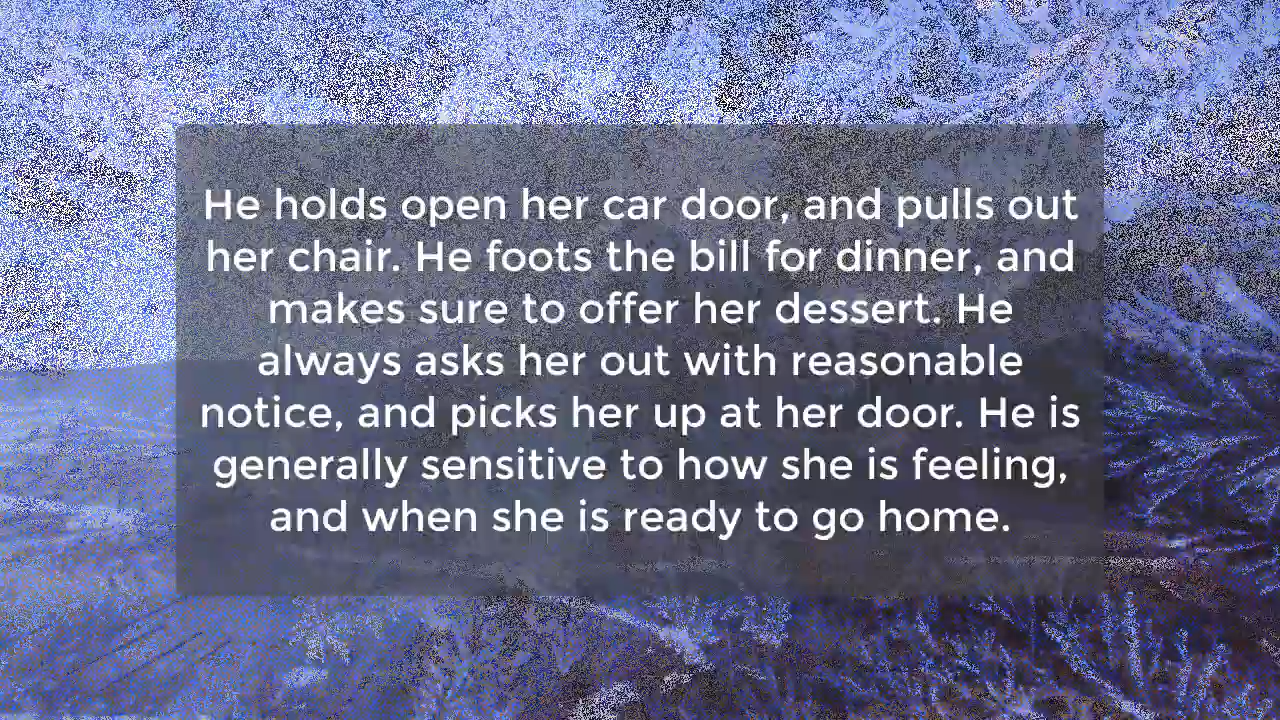 He holds open her car door, and pulls out
her chair. He foots the bill for dinner, and
makes sure to offer her dessert. He
always asks her out with reasonable
notice, and picks her up at her door. He is
generally sensitive to how she is feeling,
and when she is ready to go home.